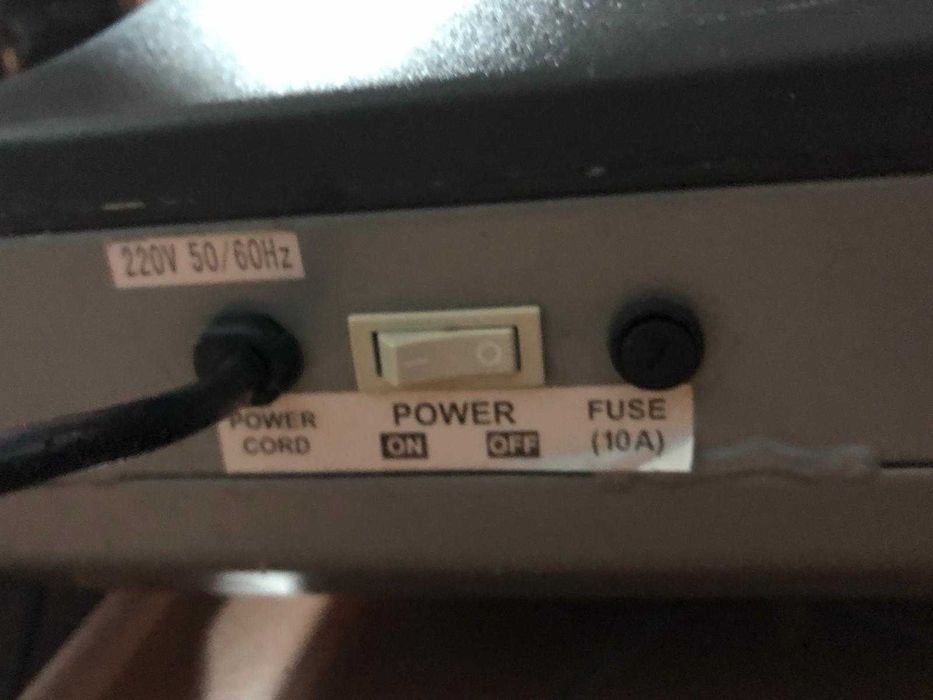 220V 50/60Hz
POWER
CORD
POWER
ON OFF
FUSE
(10A)